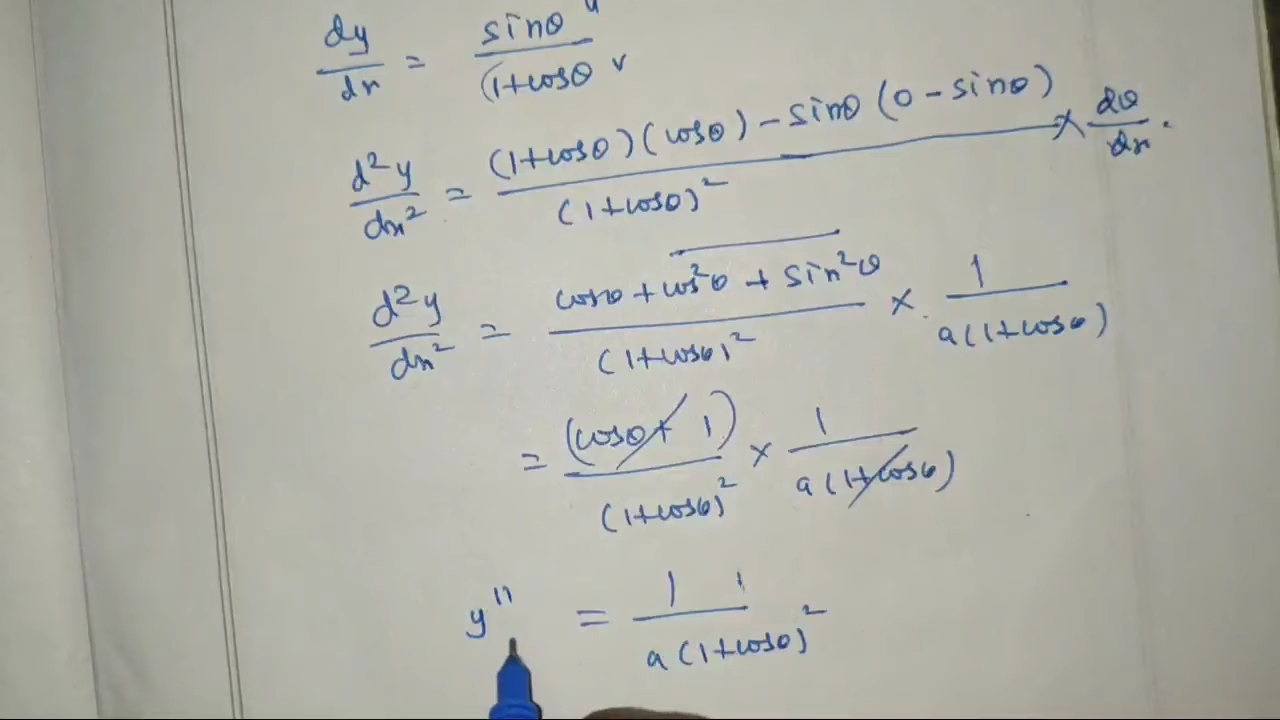 dy/dx = sinθ u / (1+cosθ v
d²y/dx² = (1+cosθ)(cosθ) - sinθ(0 - sinθ) / (1+cosθ)² × dθ/dx.
d²y/dx² = cosθ + cos²θ + sin²θ / (1+cosθ)² × 1 / a(1+cosθ)
= (cosθ + 1) / (1+cosθ)² × 1 / a(1+cosθ)
y'' = 1 / a(1+cosθ)²